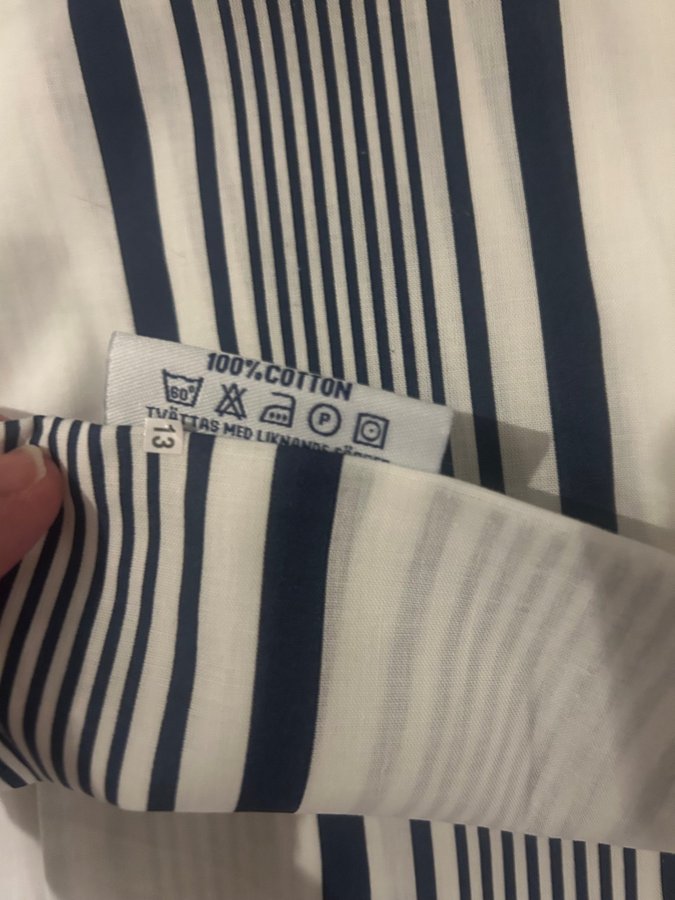 100% COTTON
60°
P
TVÄTTAS MED LIKNANDE
13